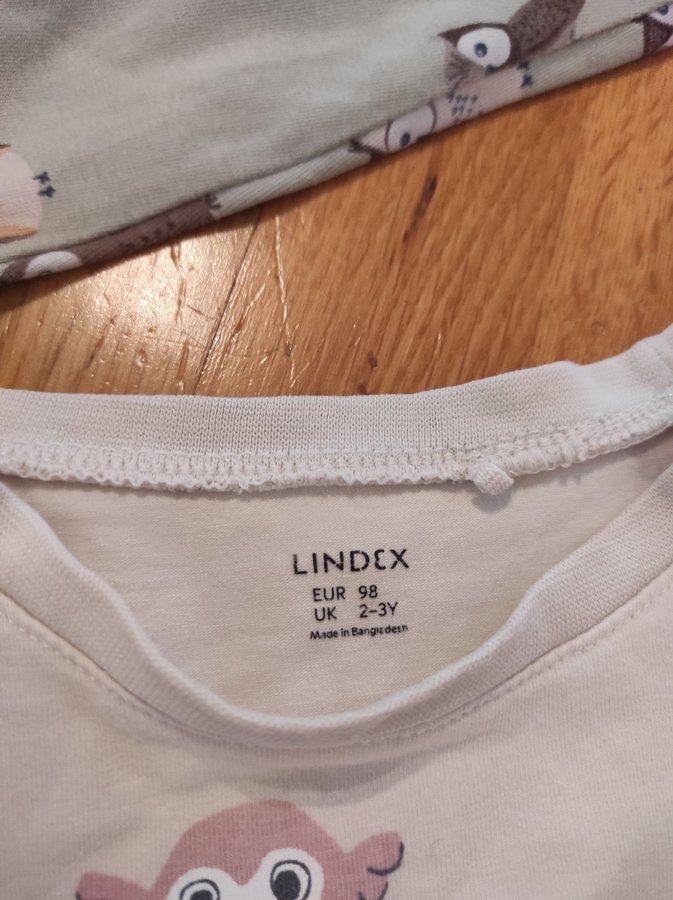 LINDEX
EUR 98
UK 2-3Y
Made in Bangladesh